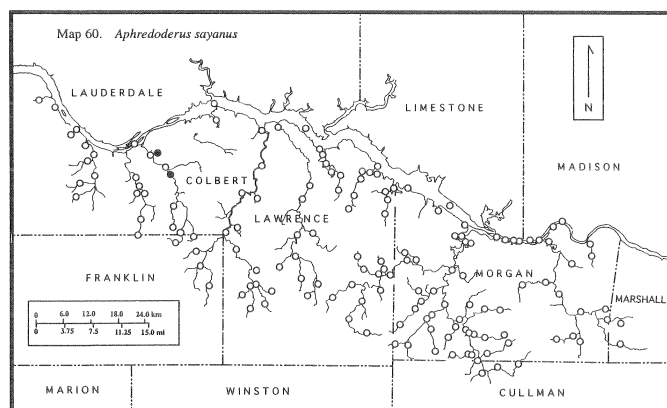 Map 60. Aphredoderus sayanus
LAUDERDALE
LIMESTONE
N
MADISON
COLBERT
LAWRENCE
FRANKLIN
MORGAN
MARSHALL
0 6.0 12.0 18.0 24.0 km
0 3.75 7.5 11.25 15.0 mi
MARION
WINSTON
CULLMAN